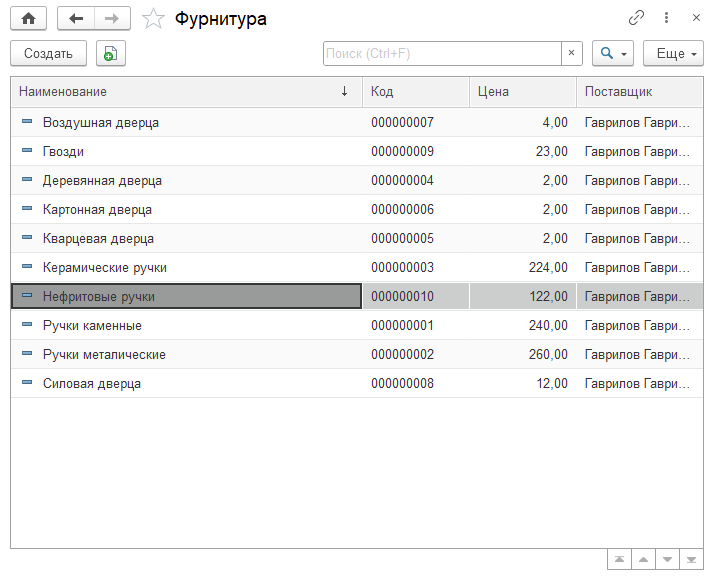 Фурнитура
Создать Поиск (Ctrl+F) × Еще
Наименование ↓ Код Цена Поставщик
Воздушная дверца 000000007 4,00 Гаврилов Гаври...
Гвозди 000000009 23,00 Гаврилов Гаври...
Деревянная дверца 000000004 2,00 Гаврилов Гаври...
Картонная дверца 000000006 2,00 Гаврилов Гаври...
Кварцевая дверца 000000005 2,00 Гаврилов Гаври...
Керамические ручки 000000003 224,00 Гаврилов Гаври...
Нефритовые ручки 000000010 122,00 Гаврилов Гаври...
Ручки каменные 000000001 240,00 Гаврилов Гаври...
Ручки металические 000000002 260,00 Гаврилов Гаври...
Силовая дверца 000000008 12,00 Гаврилов Гаври...